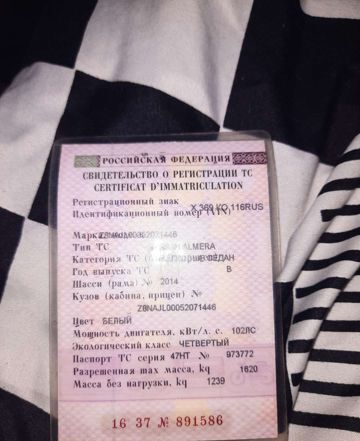 РОССИЙСКАЯ ФЕДЕРАЦИЯ
СВИДЕТЕЛЬСТВО О РЕГИСТРАЦИИ ТС
CERTIFICAT D'IMMATRICULATION
Регистрационный знак
Х 369 КО 116RUS
Идентификационный номер (VIN)
Марка
Z8NAJL00052071446
Тип ТС
ALMERA
Категория ТС
СЕДАН
Год выпуска ТС
B
Шасси (рама) №
2014
Кузов (кабина, прицеп) №
Z8NAJL00052071446
Цвет БЕЛЫЙ
Мощность двигателя, кВт/л. с. 102ЛС
Экологический класс ЧЕТВЕРТЫЙ
Паспорт ТС серия 47НТ № 973772
Разрешенная max масса, kg 1620
Масса без нагрузки, kg 1239
16 37 № 891586